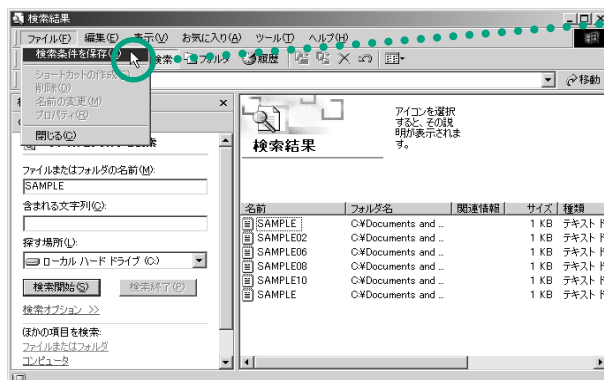 検索結果
ファイル(F) 編集(E) 表示(V) お気に入り(A) ツール(T) ヘルプ(H)
検索条件を保存
検索 フォルダ 履歴
ショートカットの作成
削除(D)
名前の変更(M)
プロパティ(R)
閉じる(C)
移動
ファイルまたはフォルダの名前(M):
SAMPLE
含まれる文字列(C):
探す場所(L):
ローカル ハード ドライブ (C:)
検索開始(S) 検索終了(P)
検索オプション >>
ほかの項目を検索:
ファイルまたはフォルダ
コンピュータ
検索結果
アイコンを選択
すると、その説
明が表示されま
す。
名前 フォルダ名 関連情報 サイズ 種類
SAMPLE C:¥Documents and ... 1 KB テキスト ド
SAMPLE02 C:¥Documents and ... 1 KB テキスト ド
SAMPLE06 C:¥Documents and ... 1 KB テキスト ド
SAMPLE08 C:¥Documents and ... 1 KB テキスト ド
SAMPLE10 C:¥Documents and ... 1 KB テキスト ド
SAMPLE C:¥Documents and ... 1 KB テキスト ド